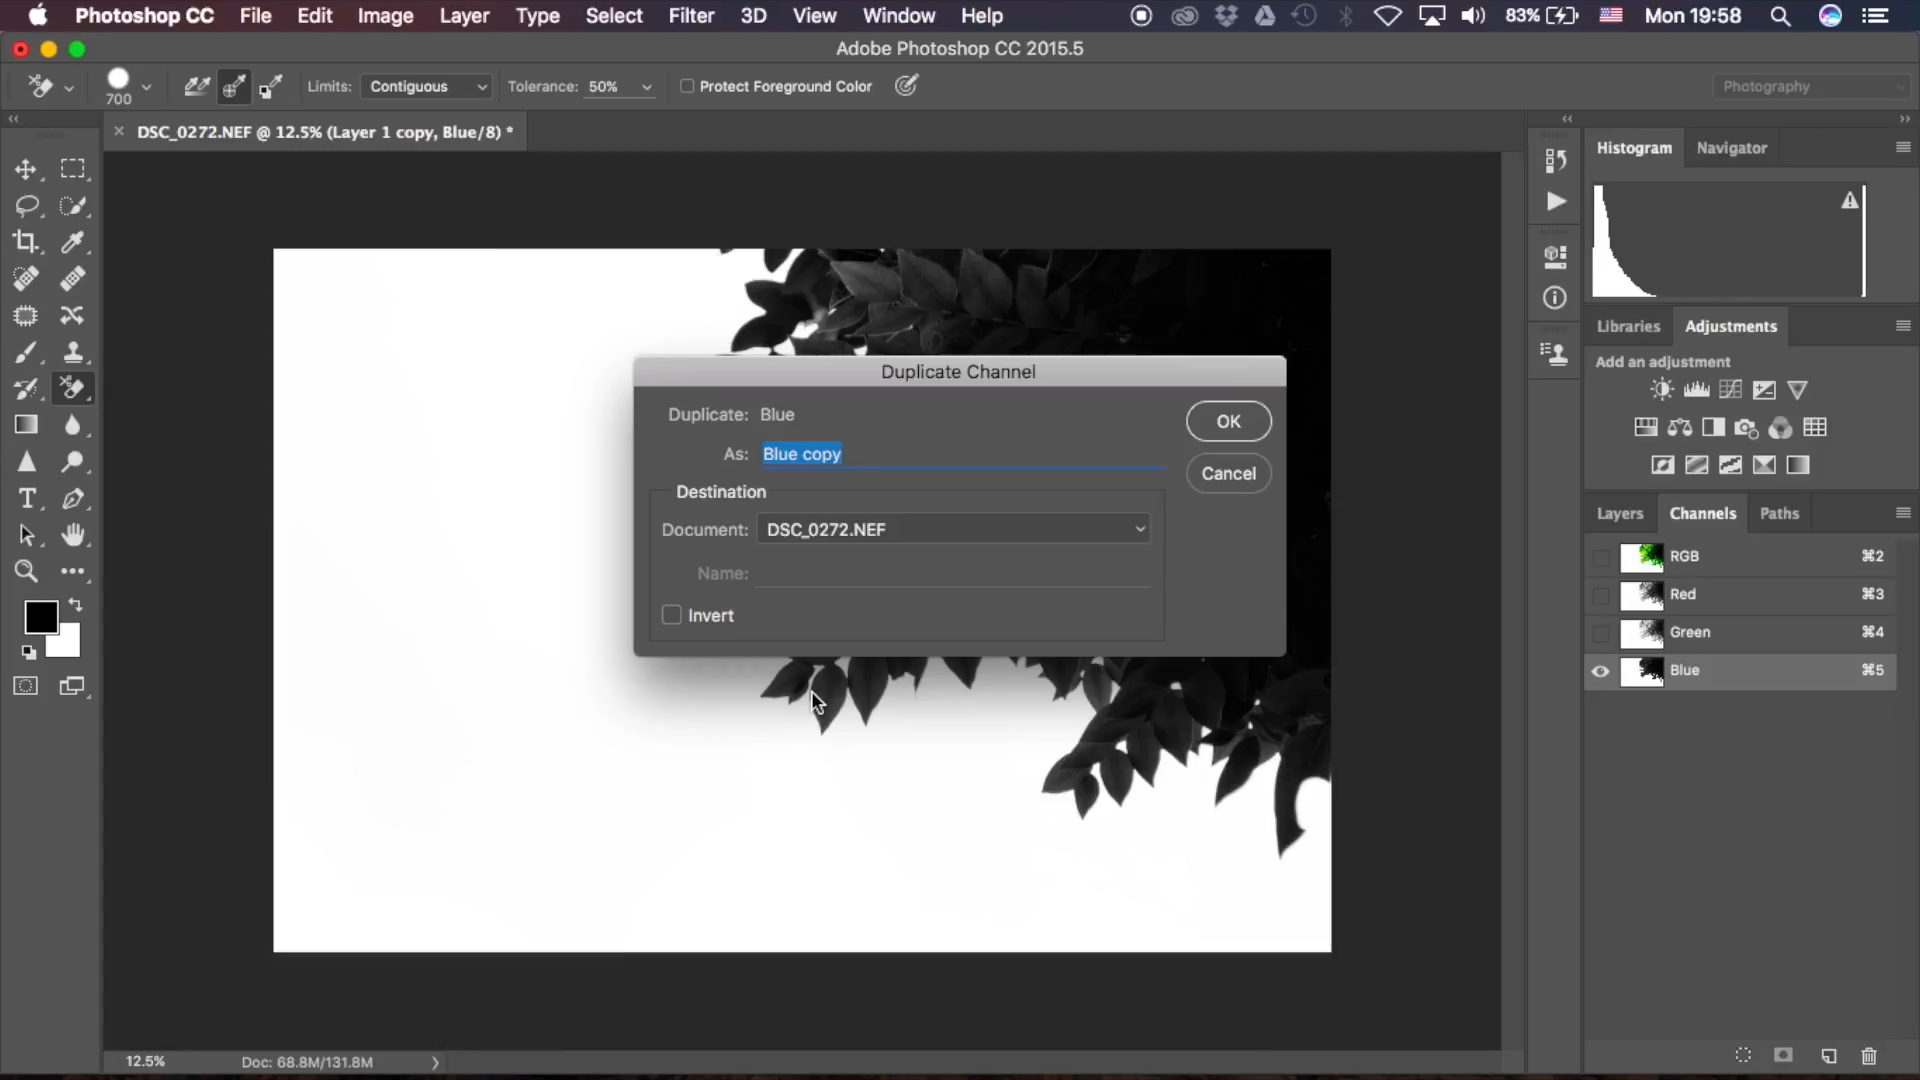 Photoshop CC File Edit Image Layer Type Select Filter 3D View Window Help 83% Mon 19:58
Adobe Photoshop CC 2015.5
700 Limits: Contiguous Tolerance: 50% Protect Foreground Color Photography
DSC_0272.NEF @ 12.5% (Layer 1 copy, Blue/8) *
Histogram Navigator
Libraries Adjustments
Add an adjustment
Duplicate Channel
Duplicate: Blue
OK
As: Blue copy
Cancel
Destination
Document: DSC_0272.NEF
Name:
Invert
Layers Channels Paths
RGB ⌘2
Red ⌘3
Green ⌘4
Blue ⌘5
T
12.5% Doc: 68.8M/131.8M